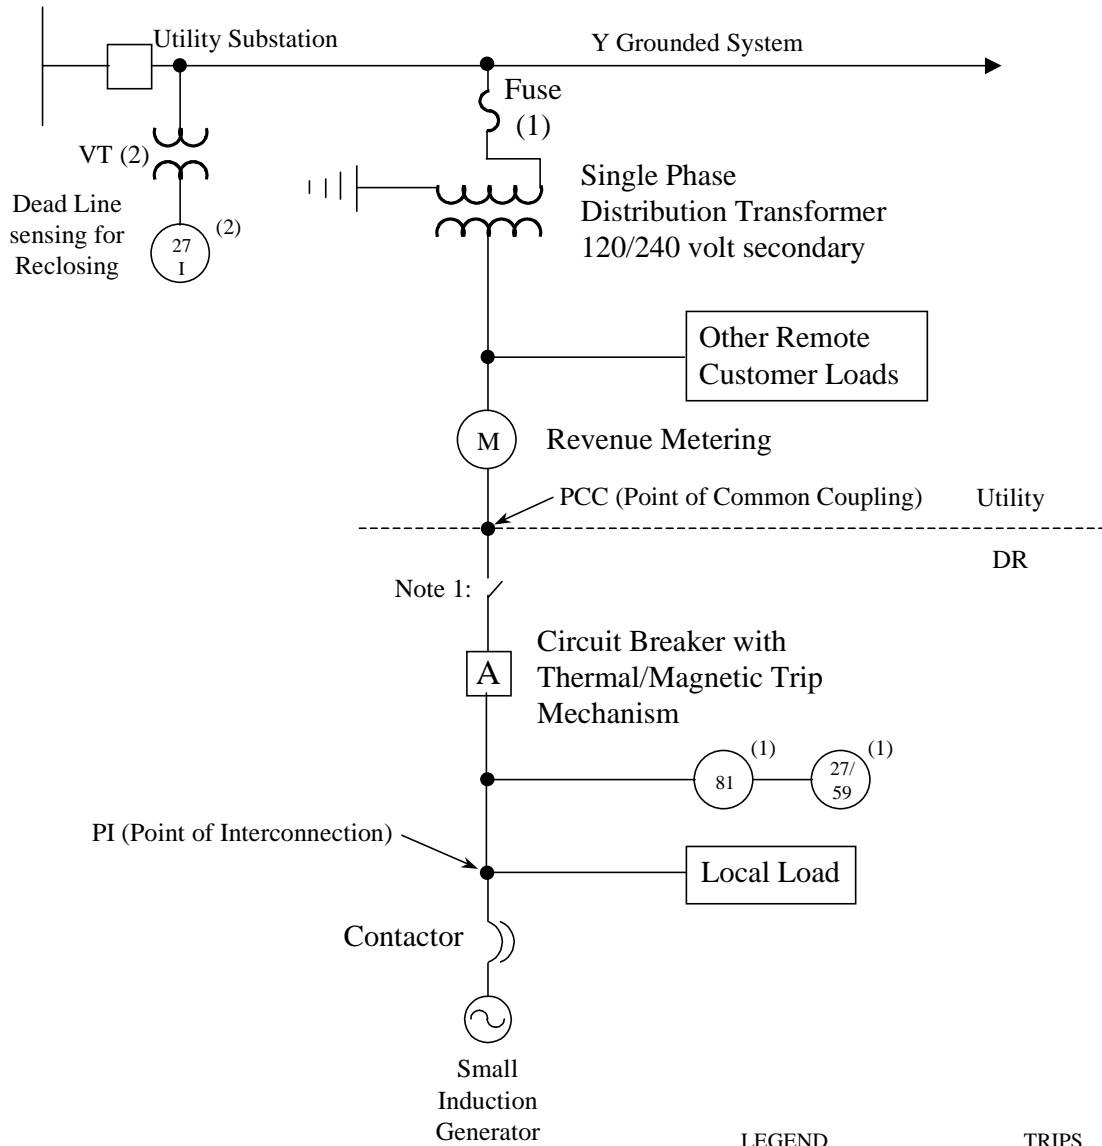 Utility Substation
Y Grounded System
Fuse
(1)
VT (2)
Dead Line
sensing for
Reclosing
27
I
(2)
Single Phase
Distribution Transformer
120/240 volt secondary
Other Remote
Customer Loads
M
Revenue Metering
PCC (Point of Common Coupling)
Utility
DR
Note 1:
A
Circuit Breaker with
Thermal/Magnetic Trip
Mechanism
81
(1)
27/
59
(1)
PI (Point of Interconnection)
Local Load
Contactor
Small
Induction
Generator
LEGEND
TRIPS